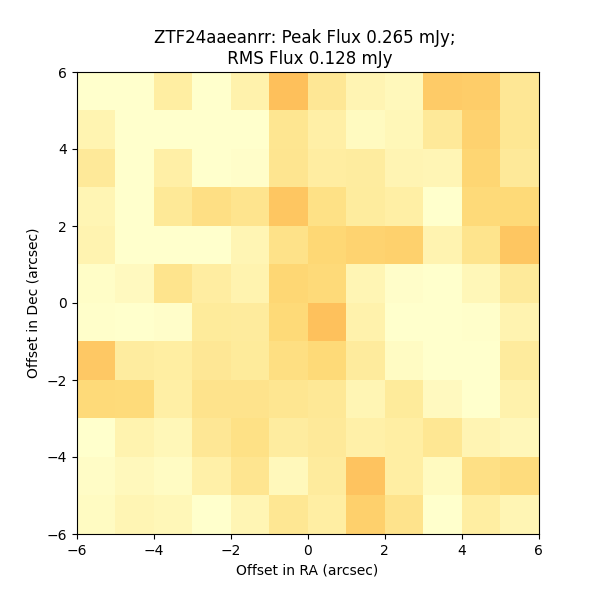 ZTF24aaeanrr: Peak Flux 0.265 mJy;
RMS Flux 0.128 mJy
6
4
2
0
−2
−4
−6
Offset in Dec (arcsec)
−6 −4 −2 0 2 4 6
Offset in RA (arcsec)